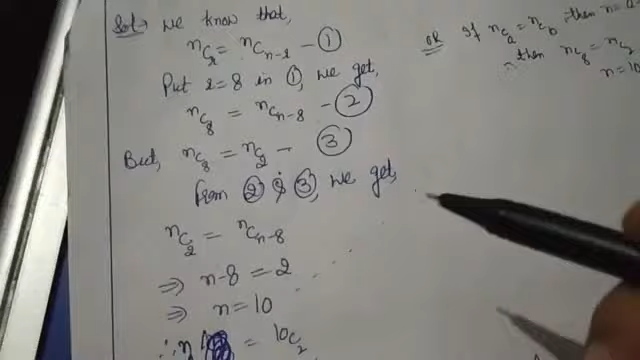 Sol → we know that,
nCr = nCn-r — ①
Put r = 8 in ①, we get,
nC8 = nCn-8 — ②
But, nC8 = nC2 — ③
From ② & ③, we get,
nC2 = nCn-8
⇒ n-8 = 2
⇒ n = 10
∴ n = 10C2
OR If nCa = nCb, then n = a
then nC8 = nC2
n = 10